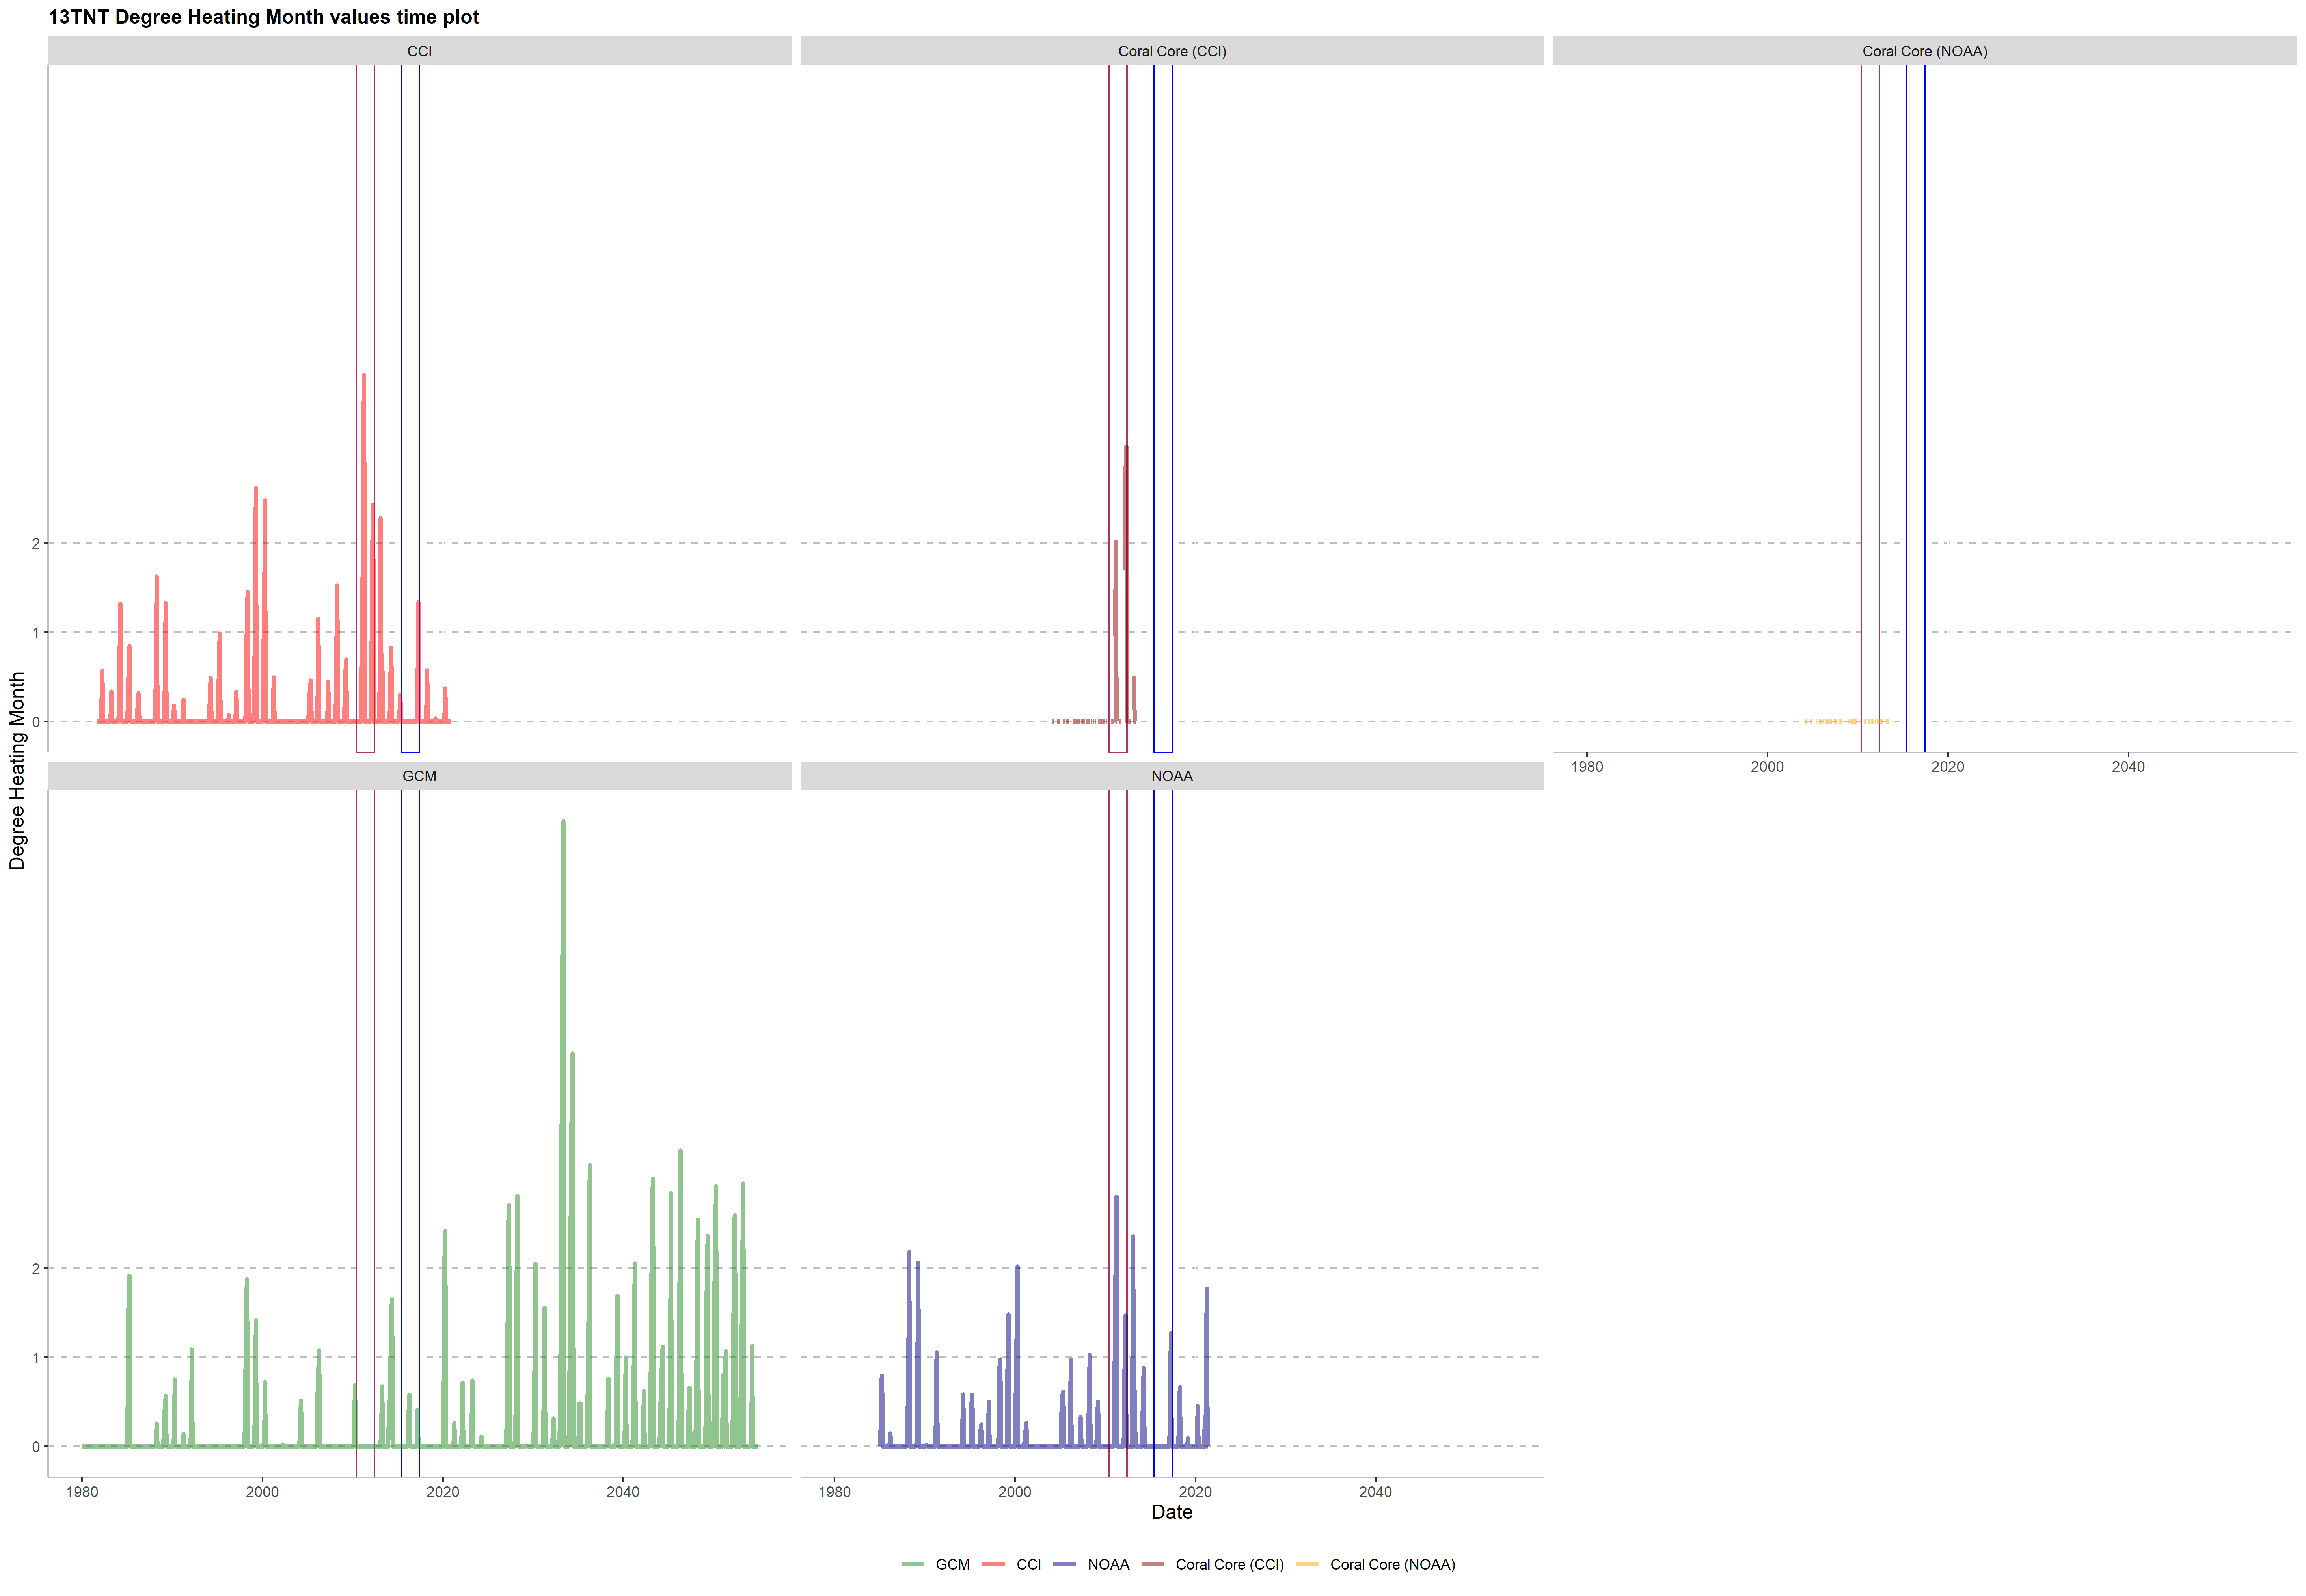 13TNT Degree Heating Month values time plot
CCI
Coral Core (CCI)
Coral Core (NOAA)
2
1
0
1980 2000 2020 2040
Degree Heating Month
GCM
NOAA
2
1
0
1980 2000 2020 2040
1980 2000 2020 2040
Date
GCM CCI NOAA Coral Core (CCI) Coral Core (NOAA)